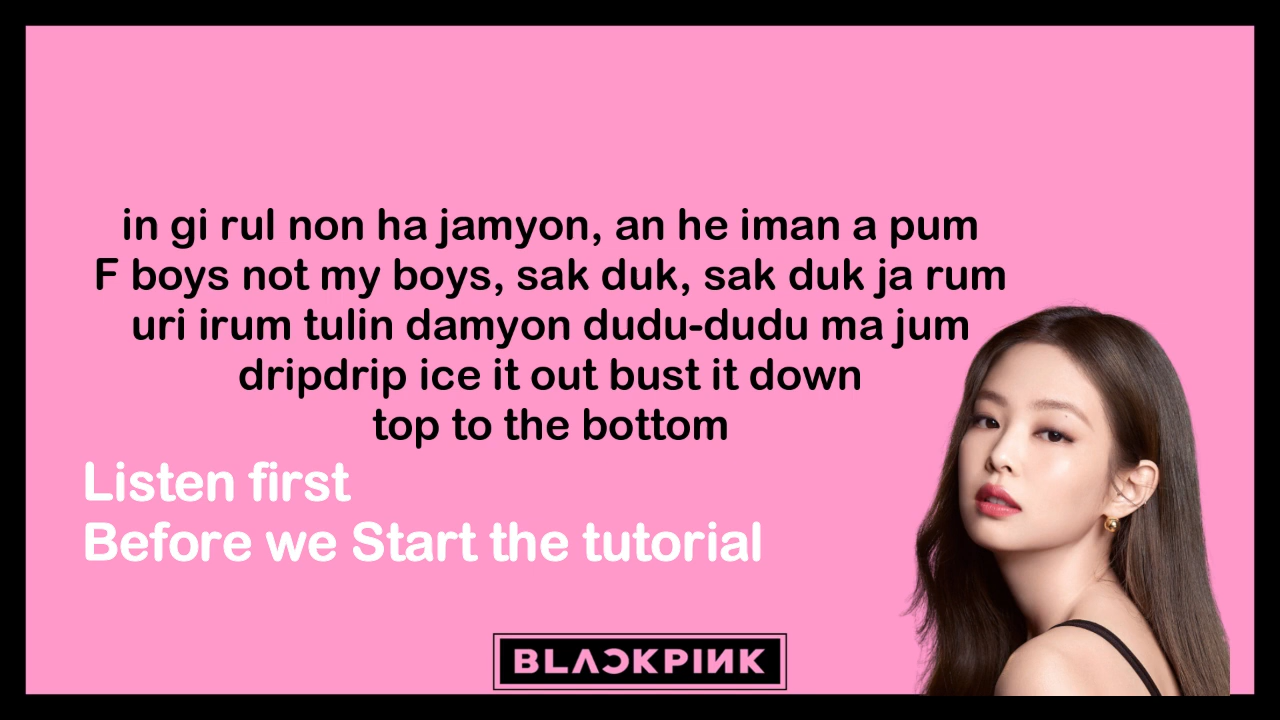 in gi rul non ha jamyon, an he iman a pum
F boys not my boys, sak duk, sak duk ja rum
uri irum tulin damyon dudu-dudu ma jum
dripdrip ice it out bust it down
top to the bottom
Listen first
Before we Start the tutorial
BLACKPINK